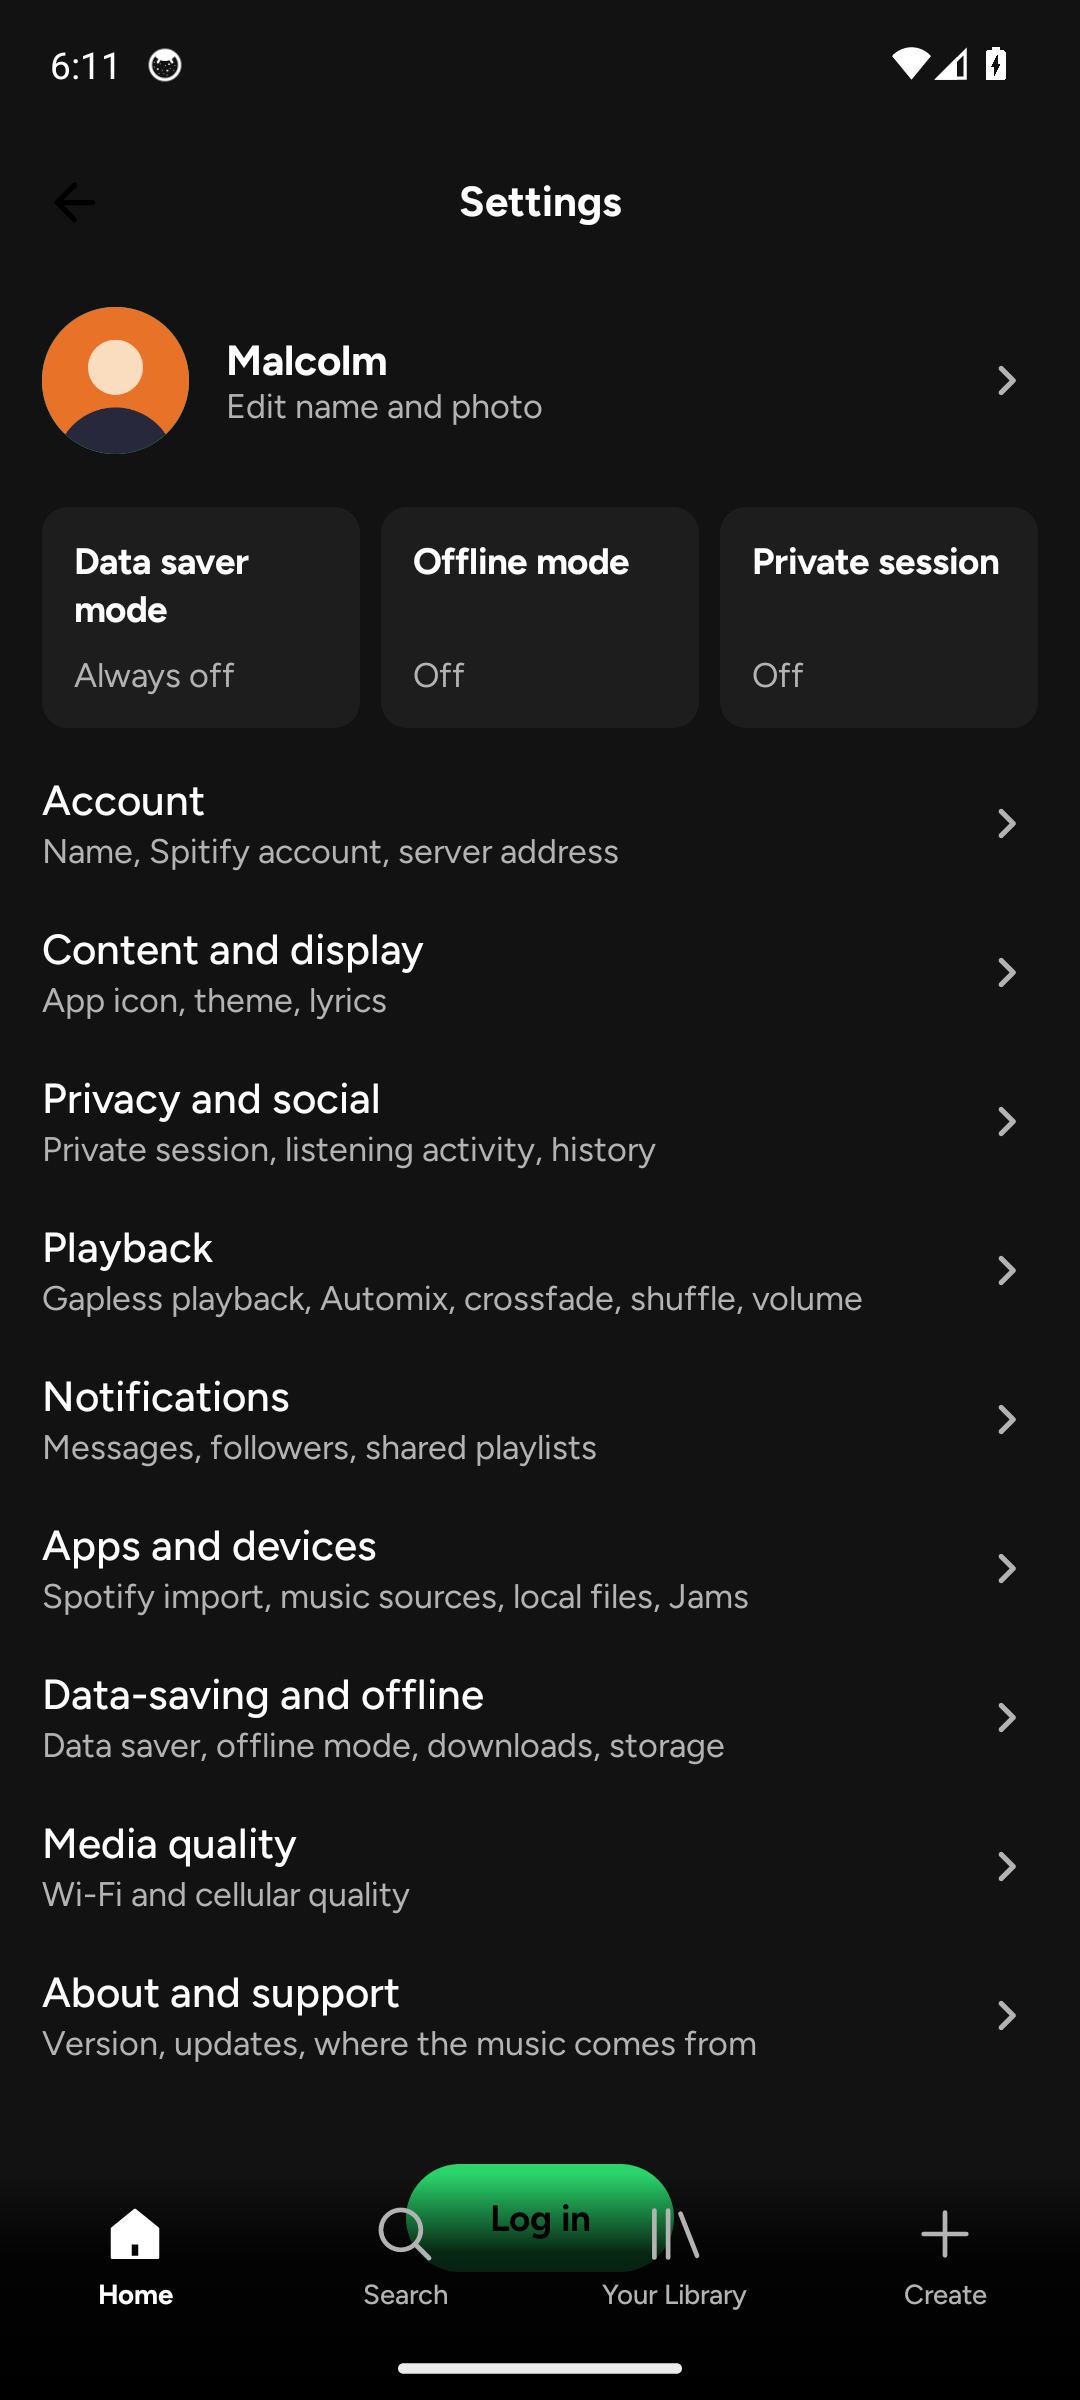 6:11
Settings
Malcolm
Edit name and photo
Data saver
mode
Always off
Offline mode
Off
Private session
Off
Account
Name, Spitify account, server address
Content and display
App icon, theme, lyrics
Privacy and social
Private session, listening activity, history
Playback
Gapless playback, Automix, crossfade, shuffle, volume
Notifications
Messages, followers, shared playlists
Apps and devices
Spotify import, music sources, local files, Jams
Data-saving and offline
Data saver, offline mode, downloads, storage
Media quality
Wi-Fi and cellular quality
About and support
Version, updates, where the music comes from
Log in
Home
Search
Your Library
Create